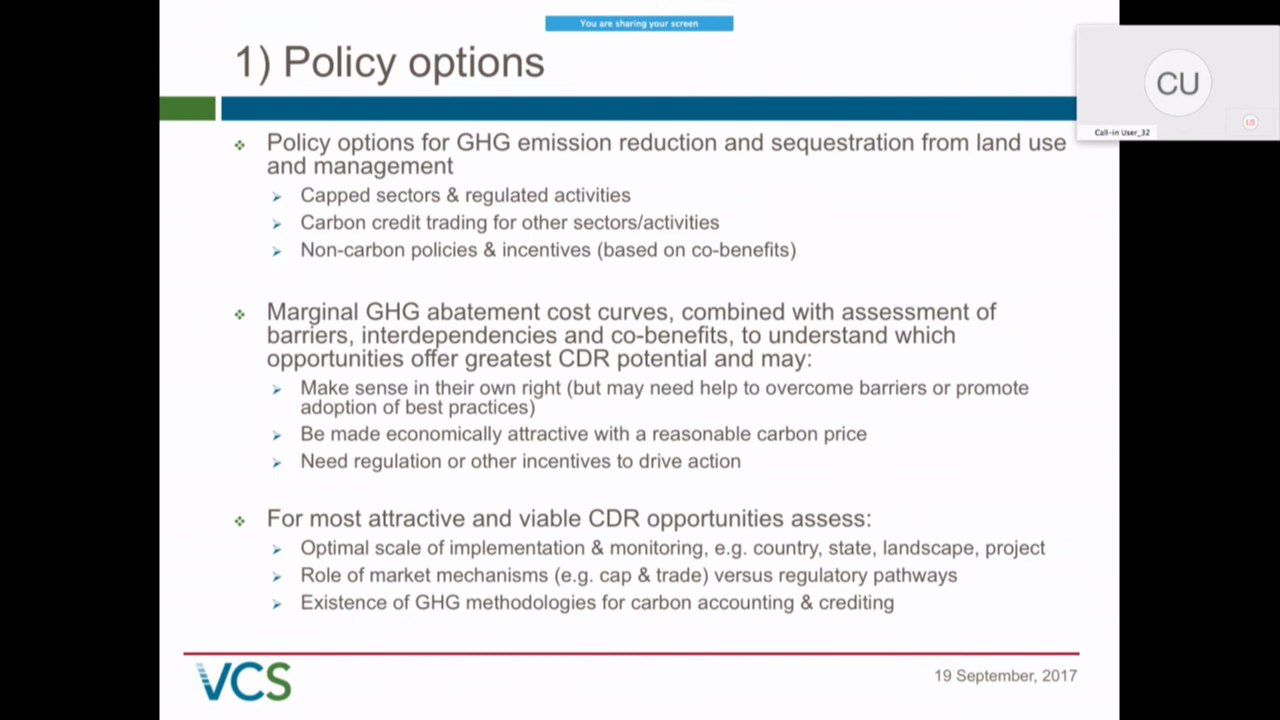 You are sharing your screen
1) Policy options
CU
Call-in User_32
LS
Policy options for GHG emission reduction and sequestration from land use
and management
Capped sectors & regulated activities
Carbon credit trading for other sectors/activities
Non-carbon policies & incentives (based on co-benefits)
Marginal GHG abatement cost curves, combined with assessment of
barriers, interdependencies and co-benefits, to understand which
opportunities offer greatest CDR potential and may:
Make sense in their own right (but may need help to overcome barriers or promote
adoption of best practices)
Be made economically attractive with a reasonable carbon price
Need regulation or other incentives to drive action
For most attractive and viable CDR opportunities assess:
Optimal scale of implementation & monitoring, e.g. country, state, landscape, project
Role of market mechanisms (e.g. cap & trade) versus regulatory pathways
Existence of GHG methodologies for carbon accounting & crediting
VCS
19 September, 2017